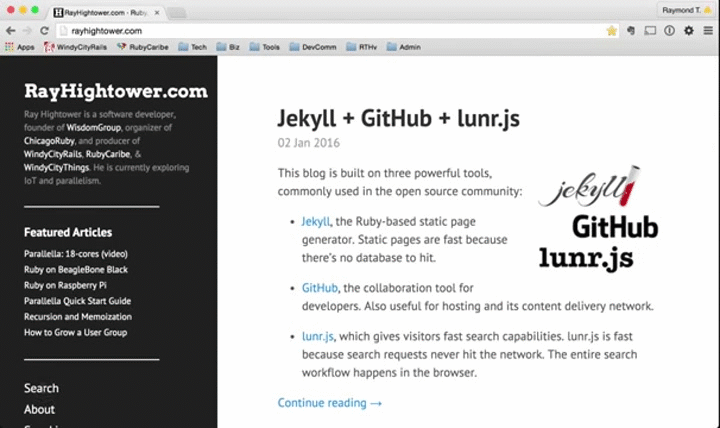 RayHightower.com - Ruby,
Raymond T.
rayhightower.com
Apps WindyCityRails RubyCaribe Tech Biz Tools DevComm RTHv Admin
RayHightower.com
Ray Hightower is a software developer,
founder of WisdomGroup, organizer of
ChicagoRuby, and producer of
WindyCityRails, RubyCaribe, &
WindyCityThings. He is currently exploring
IoT and parallelism.
Featured Articles
Parallella: 18-cores (video)
Ruby on BeagleBone Black
Ruby on Raspberry Pi
Parallella Quick Start Guide
Recursion and Memoization
How to Grow a User Group
Search
About
Jekyll + GitHub + lunr.js
02 Jan 2016
This blog is built on three powerful tools,
commonly used in the open source community:
• Jekyll, the Ruby-based static page
generator. Static pages are fast because
there's no database to hit.
• GitHub, the collaboration tool for
developers. Also useful for hosting and its content delivery network.
• lunr.js, which gives visitors fast search capabilities. lunr.js is fast
because search requests never hit the network. The entire search
workflow happens in the browser.
Continue reading →
jekyll
GitHub
lunr.js